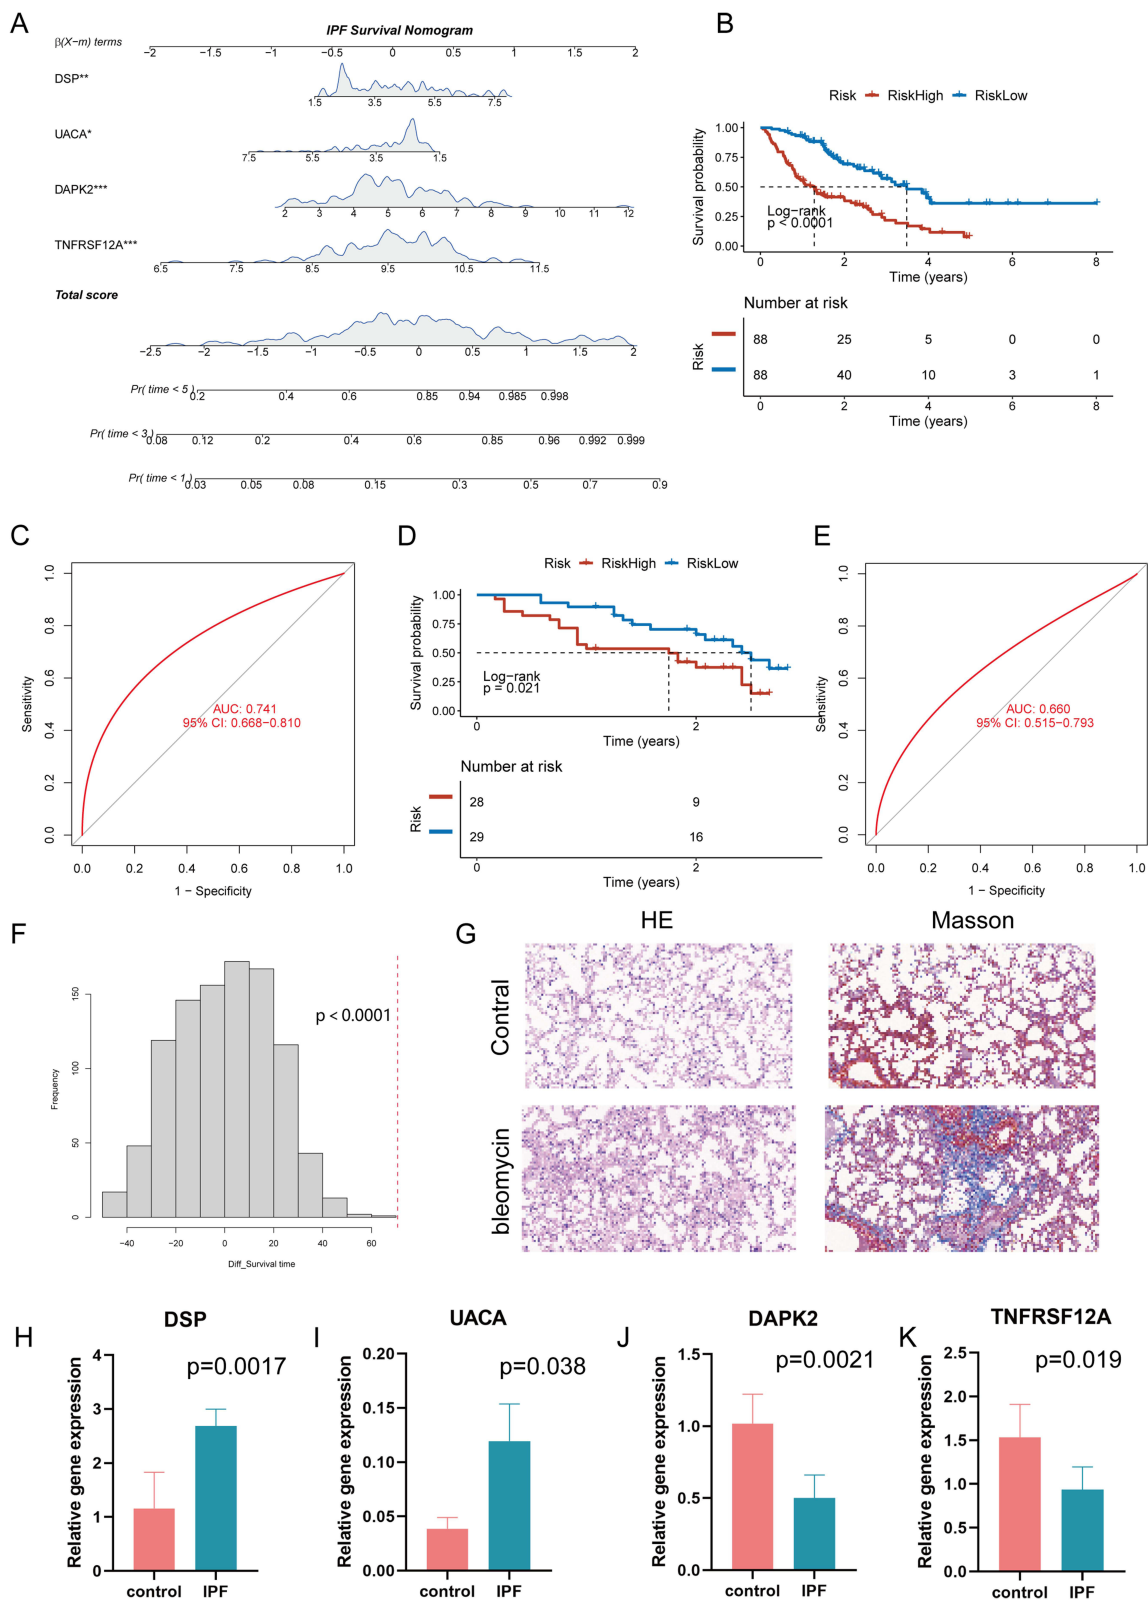 A
IPF Survival Nomogram
β(X−m) terms
−2 −1.5 −1 −0.5 0 0.5 1 1.5 2
DSP**
1.5 3.5 5.5 7.5
UACA*
7.5 5.5 3.5 1.5
DAPK2***
2 3 4 5 6 7 8 9 10 11 12
TNFRSF12A***
6.5 7.5 8.5 9.5 10.5 11.5
Total score
−2.5 −2 −1.5 −1 −0.5 0 0.5 1 1.5 2
Pr( time < 5 )
0.2 0.4 0.6 0.85 0.94 0.985 0.998
Pr( time < 3 )
0.08 0.12 0.2 0.4 0.6 0.85 0.96 0.992 0.999
Pr( time < 1 )
0.03 0.05 0.08 0.15 0.3 0.5 0.7 0.9
B
Risk RiskHigh RiskLow
Survival probability
1.00
0.75
0.50
0.25
0.00
Log−rank
p < 0.0001
0 2 4 6 8
Time (years)
Number at risk
Risk
88 25 5 0 0
88 40 10 3 1
0 2 4 6 8
Time (years)
C
Sensitivity
1.0
0.8
0.6
0.4
0.2
0.0
AUC: 0.741
95% CI: 0.668−0.810
0.0 0.2 0.4 0.6 0.8 1.0
1 − Specificity
D
Risk RiskHigh RiskLow
Survival probability
1.00
0.75
0.50
0.25
0.00
Log−rank
p = 0.021
0 2
Time (years)
Number at risk
Risk
28 9
29 16
0 2
Time (years)
E
Sensitivity
1.0
0.8
0.6
0.4
0.2
0.0
AUC: 0.660
95% CI: 0.515−0.793
0.0 0.2 0.4 0.6 0.8 1.0
1 − Specificity
F
Frequency
150
100
50
0
p < 0.0001
−40 −20 0 20 40 60
Diff_Survival time
G
HE Masson
Contral
bleomycin
H
DSP
p=0.0017
Relative gene expression
4
3
2
1
0
control IPF
I
UACA
p=0.038
Relative gene expression
0.20
0.15
0.10
0.05
0.00
control IPF
J
DAPK2
p=0.0021
Relative gene expression
1.5
1.0
0.5
0.0
control IPF
K
TNFRSF12A
p=0.019
Relative gene expression
2.5
2.0
1.5
1.0
0.5
0.0
control IPF